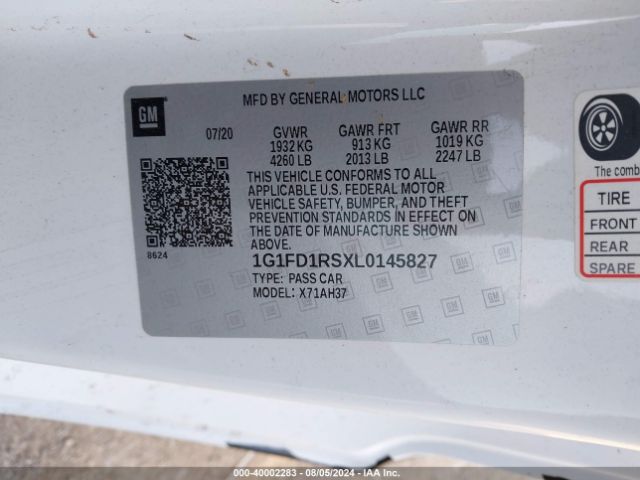 GM
MFD BY GENERAL MOTORS LLC
07/20 GVWR GAWR FRT GAWR RR
1932 KG 913 KG 1019 KG
4260 LB 2013 LB 2247 LB
THIS VEHICLE CONFORMS TO ALL
APPLICABLE U.S. FEDERAL MOTOR
VEHICLE SAFETY, BUMPER, AND THEFT
PREVENTION STANDARDS IN EFFECT ON
THE DATE OF MANUFACTURE SHOWN
ABOVE.
8624
1G1FD1RSXL0145827
TYPE: PASS CAR
MODEL: X71AH37
The comb
TIRE
FRONT
REAR
SPARE
000-40002283 - 08/05/2024 - IAA Corp.